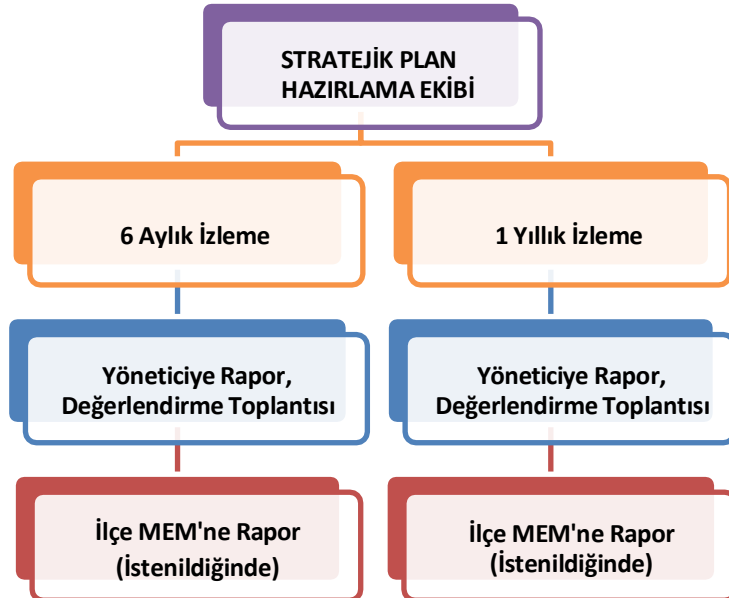 STRATEJİK PLAN
HAZIRLAMA EKİBİ
6 Aylık İzleme
1 Yıllık İzleme
Yöneticiye Rapor,
Değerlendirme Toplantısı
Yöneticiye Rapor,
Değerlendirme Toplantısı
İlçe MEM'ne Rapor
(İstenildiğinde)
İlçe MEM'ne Rapor
(İstenildiğinde)